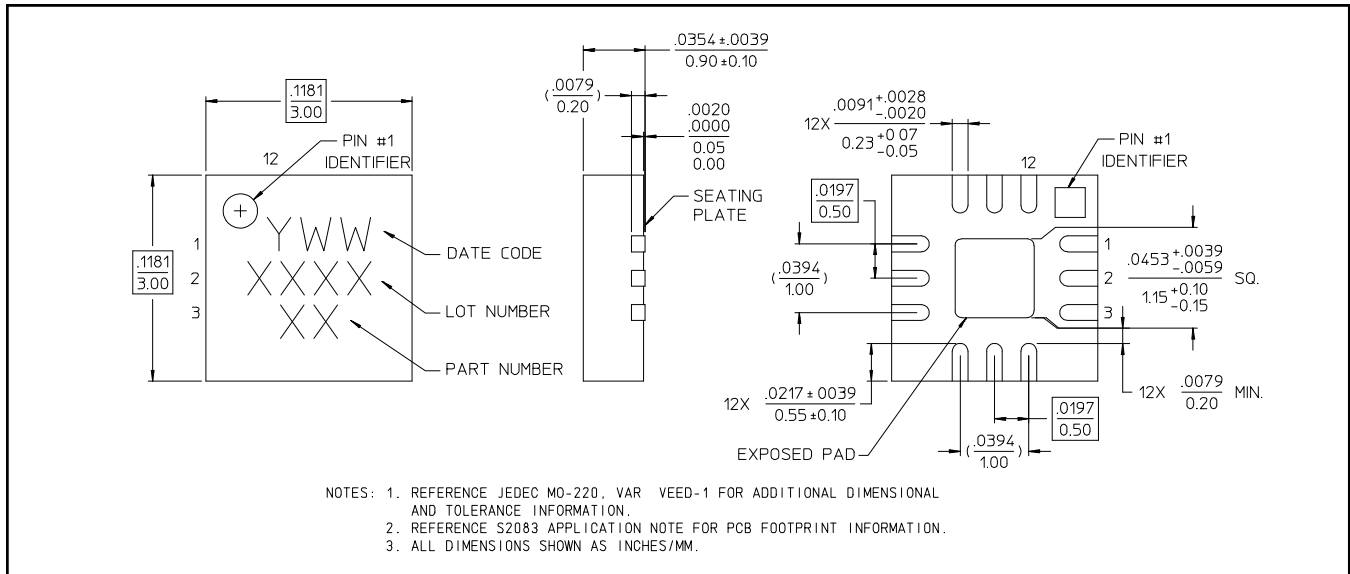 .1181
3.00
12
PIN #1
IDENTIFIER
.1181
3.00
1
2
3
YWW
XXXX
XX
DATE CODE
LOT NUMBER
PART NUMBER
.0354 ±.0039
0.90 ±0.10
(.0079)
0.20
.0020
.0000
0.05
0.00
SEATING
PLATE
12X .0091 +.0028
-.0020
0.23 +0.07
-0.05
12
PIN #1
IDENTIFIER
.0197
0.50
(.0394)
1.00
1
2
3
.0453 +.0039
-.0059
1.15 +0.10
-0.15
SQ.
12X .0217 ± 0039
0.55 ±0.10
12X .0079 MIN.
0.20
.0197
0.50
(.0394)
1.00
EXPOSED PAD
NOTES: 1. REFERENCE JEDEC MO-220, VAR VEED-1 FOR ADDITIONAL DIMENSIONAL
AND TOLERANCE INFORMATION.
2. REFERENCE S2083 APPLICATION NOTE FOR PCB FOOTPRINT INFORMATION.
3. ALL DIMENSIONS SHOWN AS INCHES/MM.